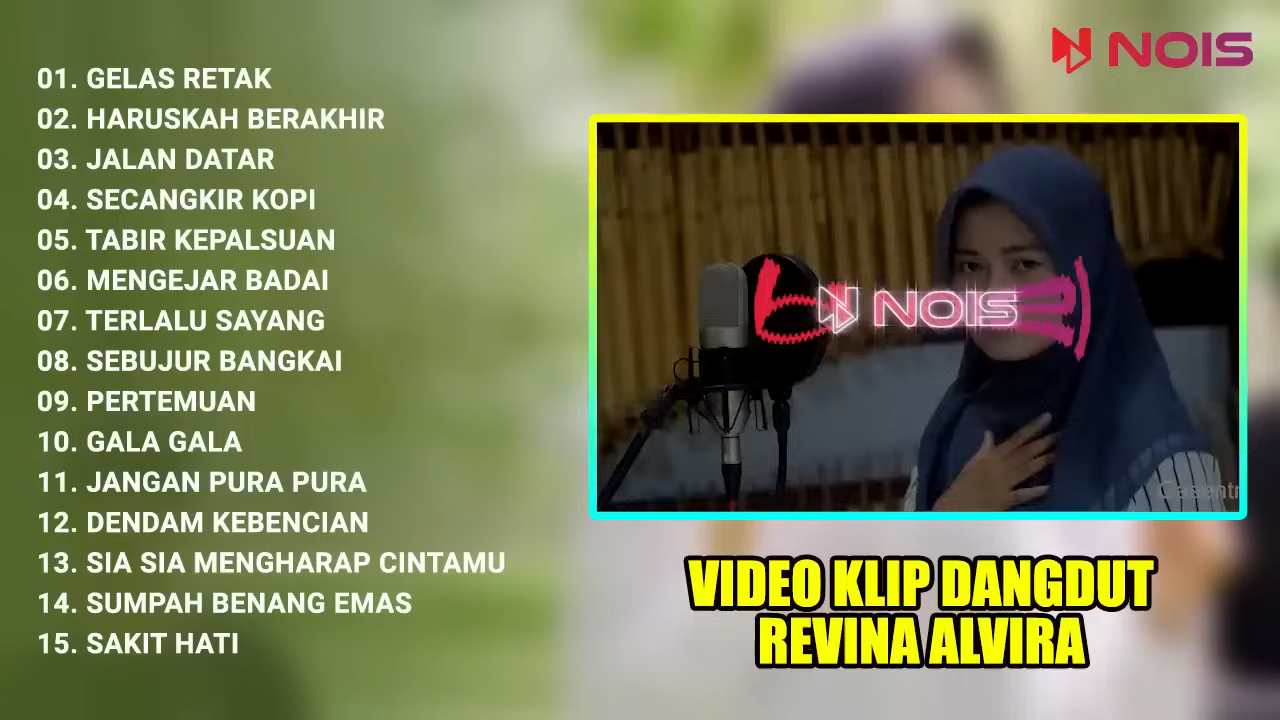 01. GELAS RETAK
02. HARUSKAH BERAKHIR
03. JALAN DATAR
04. SECANGKIR KOPI
05. TABIR KEPALSUAN
06. MENGEJAR BADAI
07. TERLALU SAYANG
08. SEBUJUR BANGKAI
09. PERTEMUAN
10. GALA GALA
11. JANGAN PURA PURA
12. DENDAM KEBENCIAN
13. SIA SIA MENGHARAP CINTAMU
14. SUMPAH BENANG EMAS
15. SAKIT HATI
NOIS
NOIS
VIDEO KLIP DANGDUT
REVINA ALVIRA